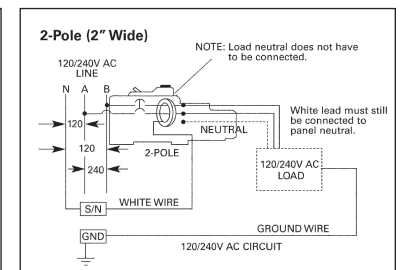 2-Pole (2" Wide)
NOTE: Load neutral does not have
to be connected.
120/240V AC
LINE
N A B
120
120
240
NEUTRAL
2-POLE
White lead must still
be connected to
panel neutral.
120/240V AC
LOAD
S/N
WHITE WIRE
GND
GROUND WIRE
120/240V AC CIRCUIT